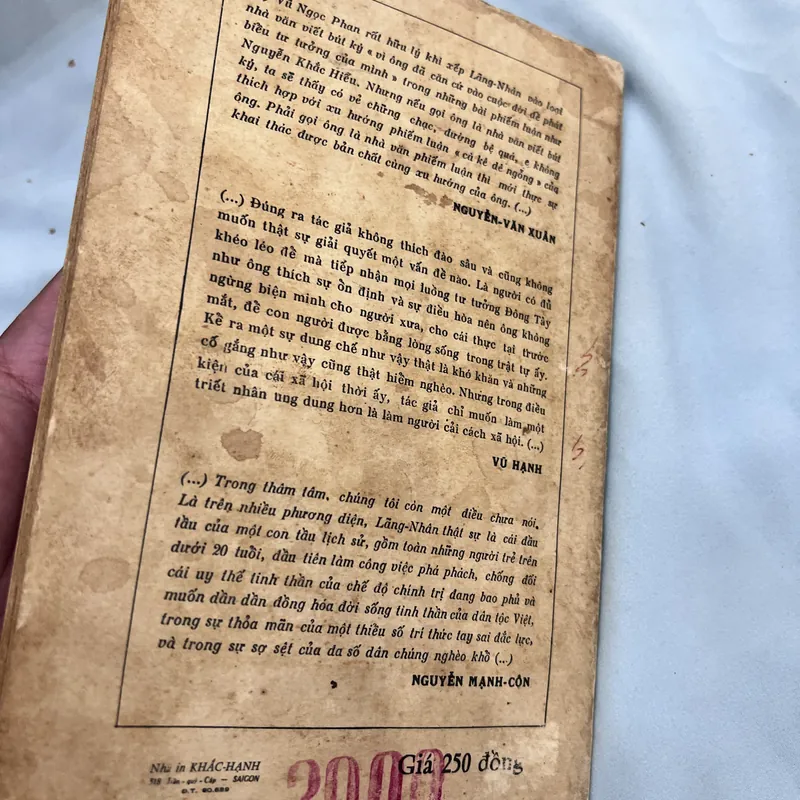 Vũ Ngọc Phan rất hữu lý khi xếp Lãng-Nhân vào loại
nhà văn viết bút ký « vì ông đã căn cứ vào cuộc đời để phát
biểu tư tưởng của mình » trong những bài phiếm luận như
Nguyễn Khắc Hiếu. Nhưng nếu gọi ông là nhà văn viết bút
ký, ta sẽ thấy có vẻ chững chạc, đường bệ quá, « không
thích hợp với xu hướng phiếm luận « cà kê dê ngỗng » của
ông. Phải gọi ông là nhà văn phiếm luận thì mới thực sự
khai thác được bản chất cùng xu hướng của ông. (...)
NGUYỄN-VĂN XUÂN
(...) Đúng ra tác giả không thích đào sâu và cũng không
muốn thật sự giải quyết một vấn đề nào. Là người có đủ
khéo léo để mà tiếp nhận mọi luồng tư tưởng Đông Tây
như ông thích sự ổn định và sự điều hòa nên ông không
ngừng biện minh cho người xưa, cho cái thực tại trước
mắt, để con người được bằng lòng sống trong trật tự ấy.
Kể ra một sự dung chế như vậy thật là khó khăn và những
cố gắng như vậy cũng thật hiếm nghèo. Nhưng trong điều
kiện của cái xã hội thời ấy, tác giả chỉ muốn làm một
triết nhân ung dung hơn là làm người cải cách xã hội. (...)
VŨ HẠNH
(...) Trong thâm tâm, chúng tôi còn một điều chưa nói.
Là trên nhiều phương diện, Lãng-Nhân thật sự là cái đầu
tầu của một con tầu lịch sử, gồm toàn những người trẻ trên
dưới 20 tuổi, đầu tiên làm công việc phá phách, chống đối
cái uy thế tinh thần của chế độ chính trị đang bao phủ và
muốn dần dần đồng hóa đời sống tinh thần của dân tộc Việt,
trong sự thỏa mãn của một thiểu số trí thức tay sai đắc lực,
và trong sự sợ sệt của đa số dân chúng nghèo khổ (...)
NGUYỄN MẠNH-CÔN
Nhà in KHẮC-HẠNH
Giá 250 đồng
518 Trần-quí-Cáp — SAIGON
Đ.T. 20.629
2000